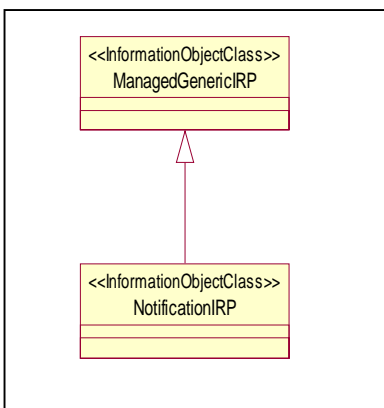 <<InformationObjectClass>>
ManagedGenericIRP
<<InformationObjectClass>>
NotificationIRP